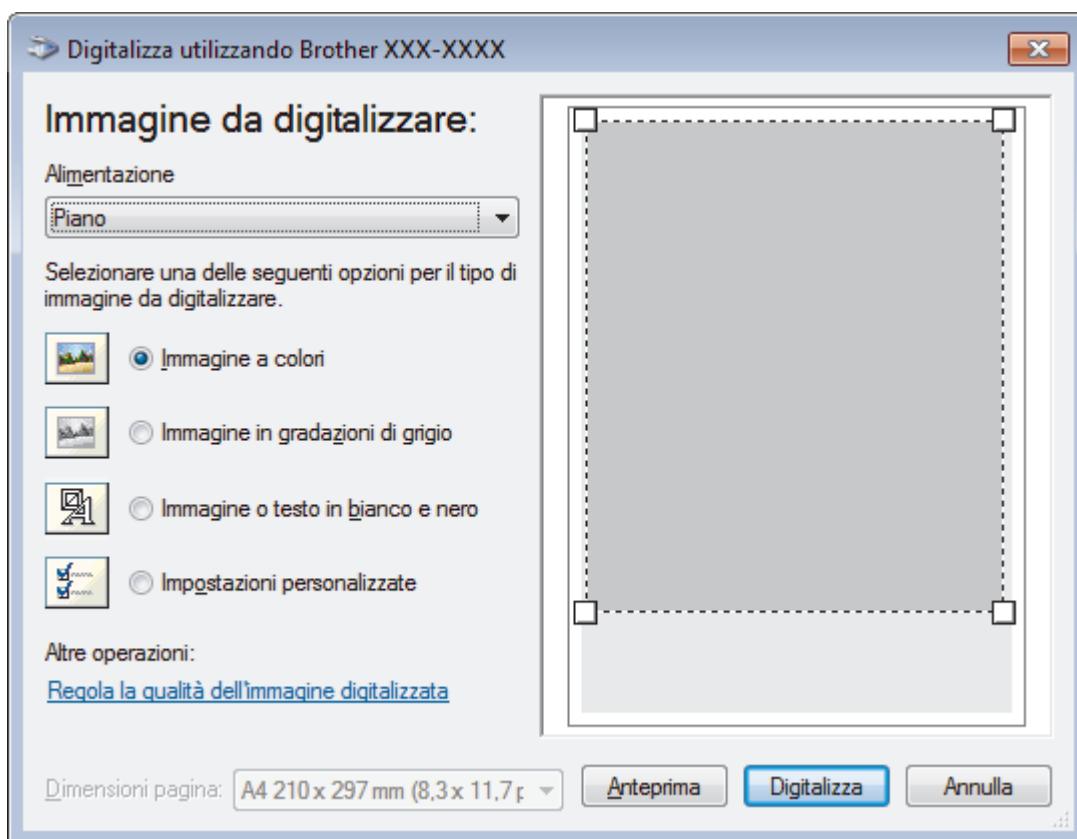 Digitalizza utilizzando Brother XXX-XXXX
Immagine da digitalizzare:
Alimentazione
Piano
Selezionare una delle seguenti opzioni per il tipo di
immagine da digitalizzare.
Immagine a colori
Immagine in gradazioni di grigio
Immagine o testo in bianco e nero
Impostazioni personalizzate
Altre operazioni:
Regola la qualità dell'immagine digitalizzata
Dimensioni pagina: A4 210 x 297 mm (8,3 x 11,7 p
Anteprima Digitalizza Annulla